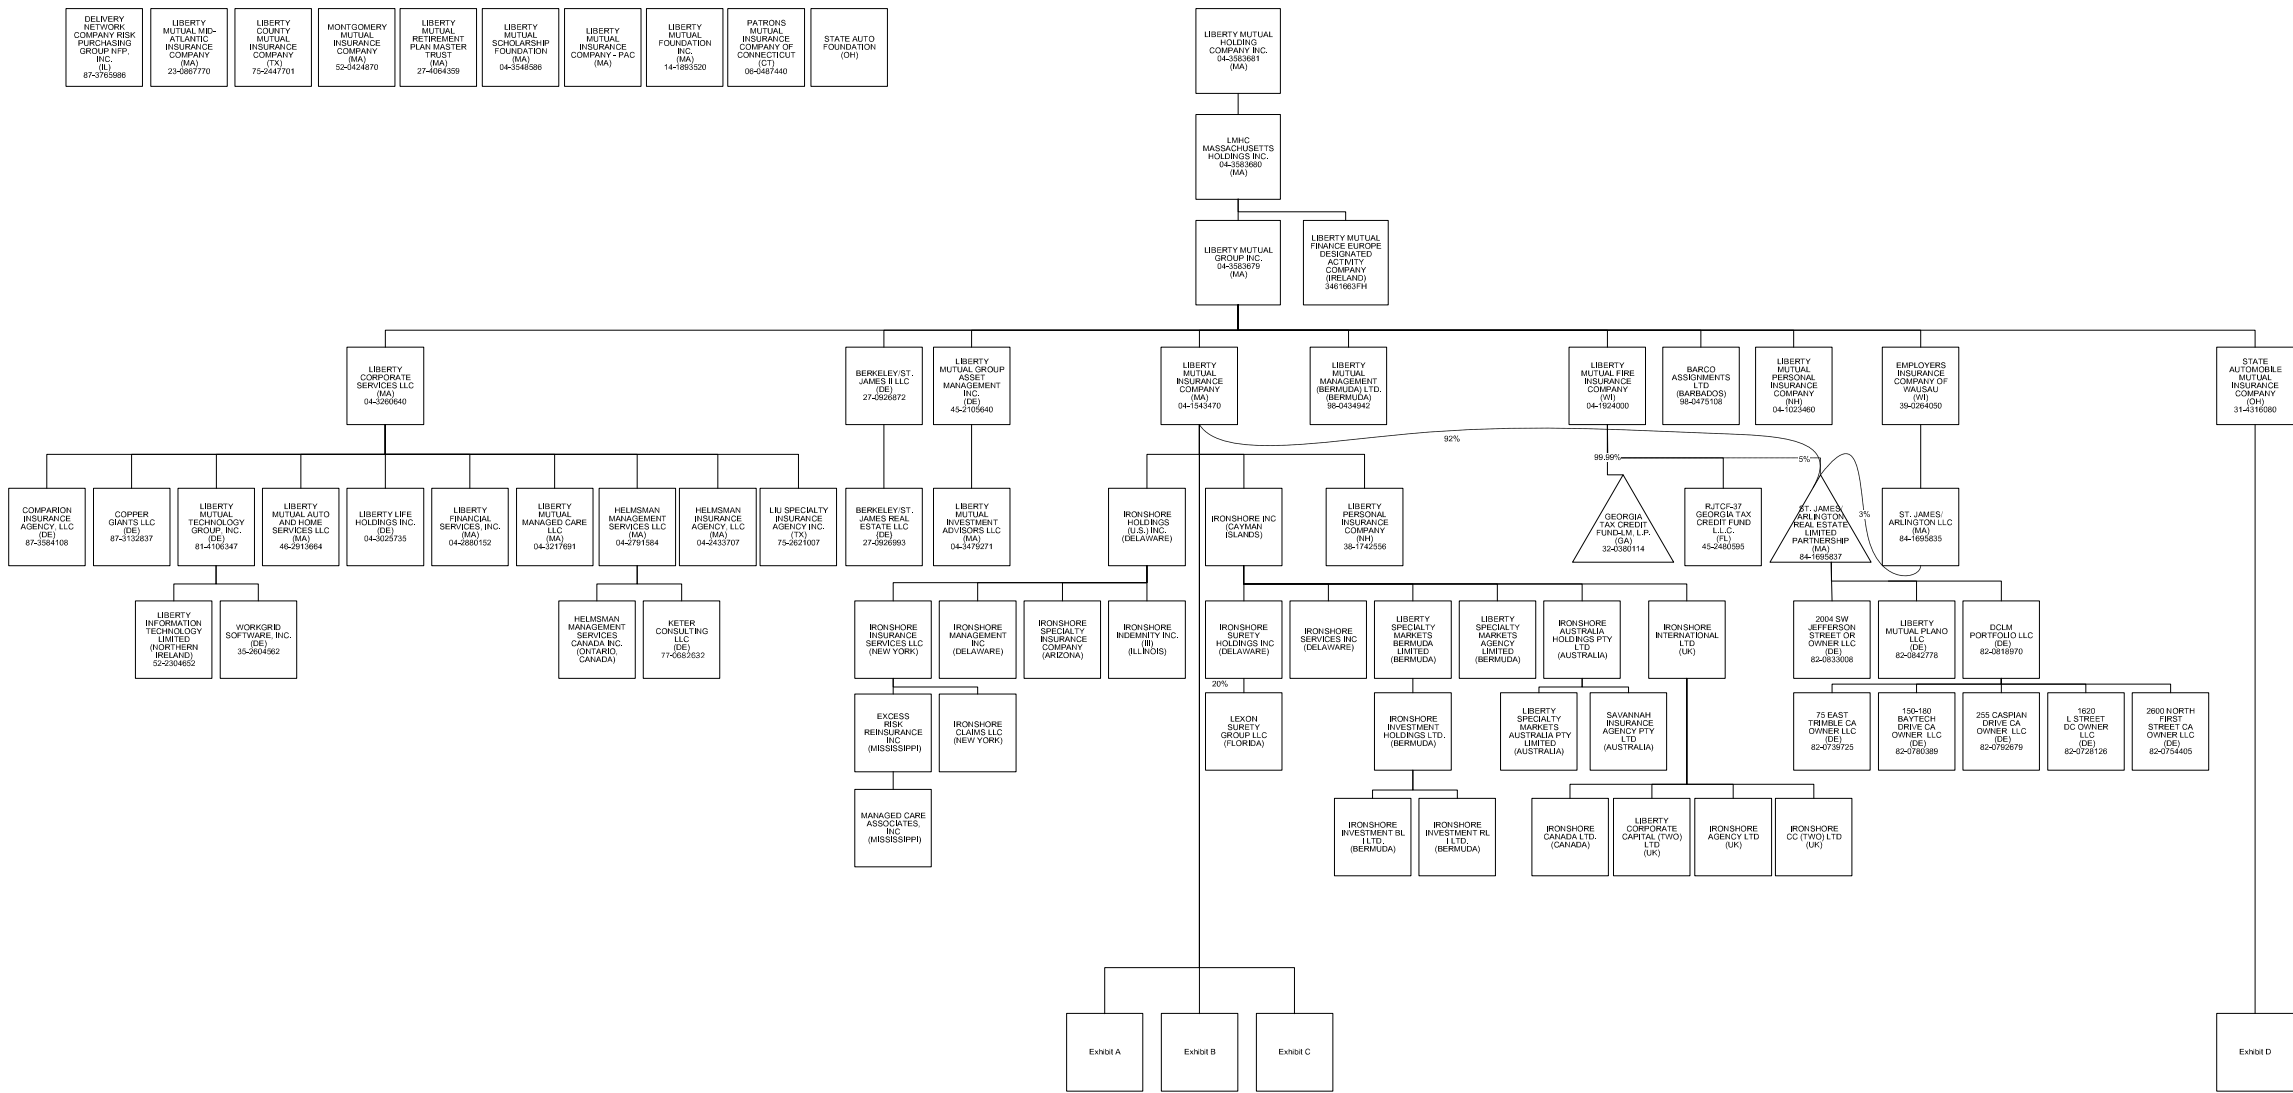 DELIVERY
NETWORK
COMPANY RISK
PURCHASING
GROUP NFP,
INC.
(IL)
87-3765986
LIBERTY
MUTUAL MID-
ATLANTIC
INSURANCE
COMPANY
(MA)
23-0867770
LIBERTY
COUNTY
MUTUAL
INSURANCE
COMPANY
(TX)
75-2447701
MONTGOMERY
MUTUAL
INSURANCE
COMPANY
(MA)
52-0424870
LIBERTY
MUTUAL
RETIREMENT
PLAN MASTER
TRUST
(MA)
27-4064359
LIBERTY
MUTUAL
SCHOLARSHIP
FOUNDATION
(MA)
04-3548586
LIBERTY
MUTUAL
INSURANCE
COMPANY - PAC
(MA)
LIBERTY
MUTUAL
FOUNDATION
INC.
(MA)
14-1893520
PATRONS
MUTUAL
INSURANCE
COMPANY OF
CONNECTICUT
(CT)
06-0487440
STATE AUTO
FOUNDATION
(OH)
LIBERTY MUTUAL
HOLDING
COMPANY INC.
04-3583681
(MA)
LMHC
MASSACHUSETTS
HOLDINGS INC.
04-3583680
(MA)
LIBERTY MUTUAL
GROUP INC.
04-3583679
(MA)
LIBERTY MUTUAL
FINANCE EUROPE
DESIGNATED
ACTIVITY
COMPANY
(IRELAND)
3461663FH
LIBERTY
CORPORATE
SERVICES LLC
(MA)
04-3260640
BERKELEY/ST.
JAMES II LLC
(DE)
27-0926872
LIBERTY
MUTUAL GROUP
ASSET
MANAGEMENT
INC.
(DE)
45-2105640
LIBERTY
MUTUAL
INSURANCE
COMPANY
(MA)
04-1543470
LIBERTY
MUTUAL
MANAGEMENT
(BERMUDA) LTD.
(BERMUDA)
98-0434942
LIBERTY
MUTUAL FIRE
INSURANCE
COMPANY
(WI)
04-1924000
BARCO
ASSIGNMENTS
LTD
(BARBADOS)
98-0475108
LIBERTY
MUTUAL
PERSONAL
INSURANCE
COMPANY
(NH)
04-1023460
EMPLOYERS
INSURANCE
COMPANY OF
WAUSAU
(WI)
39-0264050
STATE
AUTOMOBILE
MUTUAL
INSURANCE
COMPANY
(OH)
31-4316080
92%
99.99%
5%
3%
COMPARION
INSURANCE
AGENCY, LLC
(DE)
87-3584108
COPPER
GIANTS LLC
(DE)
87-3132837
LIBERTY
MUTUAL
TECHNOLOGY
GROUP, INC.
(DE)
81-4106347
LIBERTY
MUTUAL AUTO
AND HOME
SERVICES LLC
(MA)
46-2913664
LIBERTY LIFE
HOLDINGS INC.
(DE)
04-3025735
LIBERTY
FINANCIAL
SERVICES, INC.
(MA)
04-2880152
LIBERTY
MUTUAL
MANAGED CARE
LLC
(MA)
04-3217691
HELMSMAN
MANAGEMENT
SERVICES LLC
(MA)
04-2791584
HELMSMAN
INSURANCE
AGENCY, LLC
(MA)
04-2433707
LIU SPECIALTY
INSURANCE
AGENCY INC.
(TX)
75-2621007
BERKELEY/ST.
JAMES REAL
ESTATE LLC
(DE)
27-0926993
LIBERTY
MUTUAL
INVESTMENT
ADVISORS LLC
(MA)
04-3479271
IRONSHORE
HOLDINGS
(U.S.) INC.
(DELAWARE)
IRONSHORE INC
(CAYMAN
ISLANDS)
LIBERTY
PERSONAL
INSURANCE
COMPANY
(NH)
38-1742556
GEORGIA
TAX CREDIT
FUND-LM, L.P.
(GA)
32-0380114
RJTCF-37
GEORGIA TAX
CREDIT FUND
L.L.C.
(FL)
45-2480595
ST. JAMES/
ARLINGTON
REAL ESTATE
LIMITED
PARTNERSHIP
(MA)
84-1695837
ST. JAMES/
ARLINGTON LLC
(MA)
84-1695835
LIBERTY
INFORMATION
TECHNOLOGY
LIMITED
(NORTHERN
IRELAND)
52-2304652
WORKGRID
SOFTWARE, INC.
(DE)
35-2604562
HELMSMAN
MANAGEMENT
SERVICES
CANADA INC.
(ONTARIO,
CANADA)
KETER
CONSULTING
LLC
(DE)
77-0682632
IRONSHORE
INSURANCE
SERVICES LLC
(NEW YORK)
IRONSHORE
MANAGEMENT
INC
(DELAWARE)
IRONSHORE
SPECIALTY
INSURANCE
COMPANY
(ARIZONA)
IRONSHORE
INDEMNITY INC.
(III)
(ILLINOIS)
IRONSHORE
SURETY
HOLDINGS INC
(DELAWARE)
IRONSHORE
SERVICES INC
(DELAWARE)
LIBERTY
SPECIALTY
MARKETS
BERMUDA
LIMITED
(BERMUDA)
LIBERTY
SPECIALTY
MARKETS
AGENCY
LIMITED
(BERMUDA)
IRONSHORE
AUSTRALIA
HOLDINGS PTY
LTD
(AUSTRALIA)
IRONSHORE
INTERNATIONAL
LTD
(UK)
2004 SW
JEFFERSON
STREET OR
OWNER LLC
(DE)
82-0833008
LIBERTY
MUTUAL PLANO
LLC
(DE)
82-0842778
DCLM
PORTFOLIO LLC
(DE)
82-0818970
20%
EXCESS
RISK
REINSURANCE
INC
(MISSISSIPPI)
IRONSHORE
CLAIMS LLC
(NEW YORK)
LEXON
SURETY
GROUP LLC
(FLORIDA)
IRONSHORE
INVESTMENT
HOLDINGS LTD.
(BERMUDA)
LIBERTY
SPECIALTY
MARKETS
AUSTRALIA PTY
LIMITED
(AUSTRALIA)
SAVANNAH
INSURANCE
AGENCY PTY
LTD
(AUSTRALIA)
75 EAST
TRIMBLE CA
OWNER LLC
(DE)
82-0739725
150-180
BAYTECH
DRIVE CA
OWNER LLC
(DE)
82-0780389
255 CASPIAN
DRIVE CA
OWNER LLC
(DE)
82-0792679
1620
L STREET
DC OWNER
LLC
(DE)
82-0728126
2600 NORTH
FIRST
STREET CA
OWNER LLC
(DE)
82-0754405
MANAGED CARE
ASSOCIATES,
INC
(MISSISSIPPI)
IRONSHORE
INVESTMENT BL
I LTD.
(BERMUDA)
IRONSHORE
INVESTMENT RL
I LTD.
(BERMUDA)
IRONSHORE
CANADA LTD.
(CANADA)
LIBERTY
CORPORATE
CAPITAL (TWO)
LTD
(UK)
IRONSHORE
AGENCY LTD
(UK)
IRONSHORE
CC (TWO) LTD
(UK)
Exhibit A
Exhibit B
Exhibit C
Exhibit D